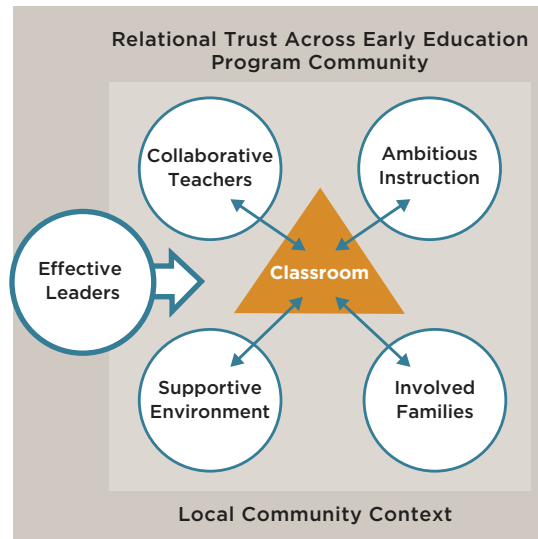 Relational Trust Across Early Education
Program Community
Collaborative
Teachers
Ambitious
Instruction
Effective
Leaders
Classroom
Supportive
Environment
Involved
Families
Local Community Context